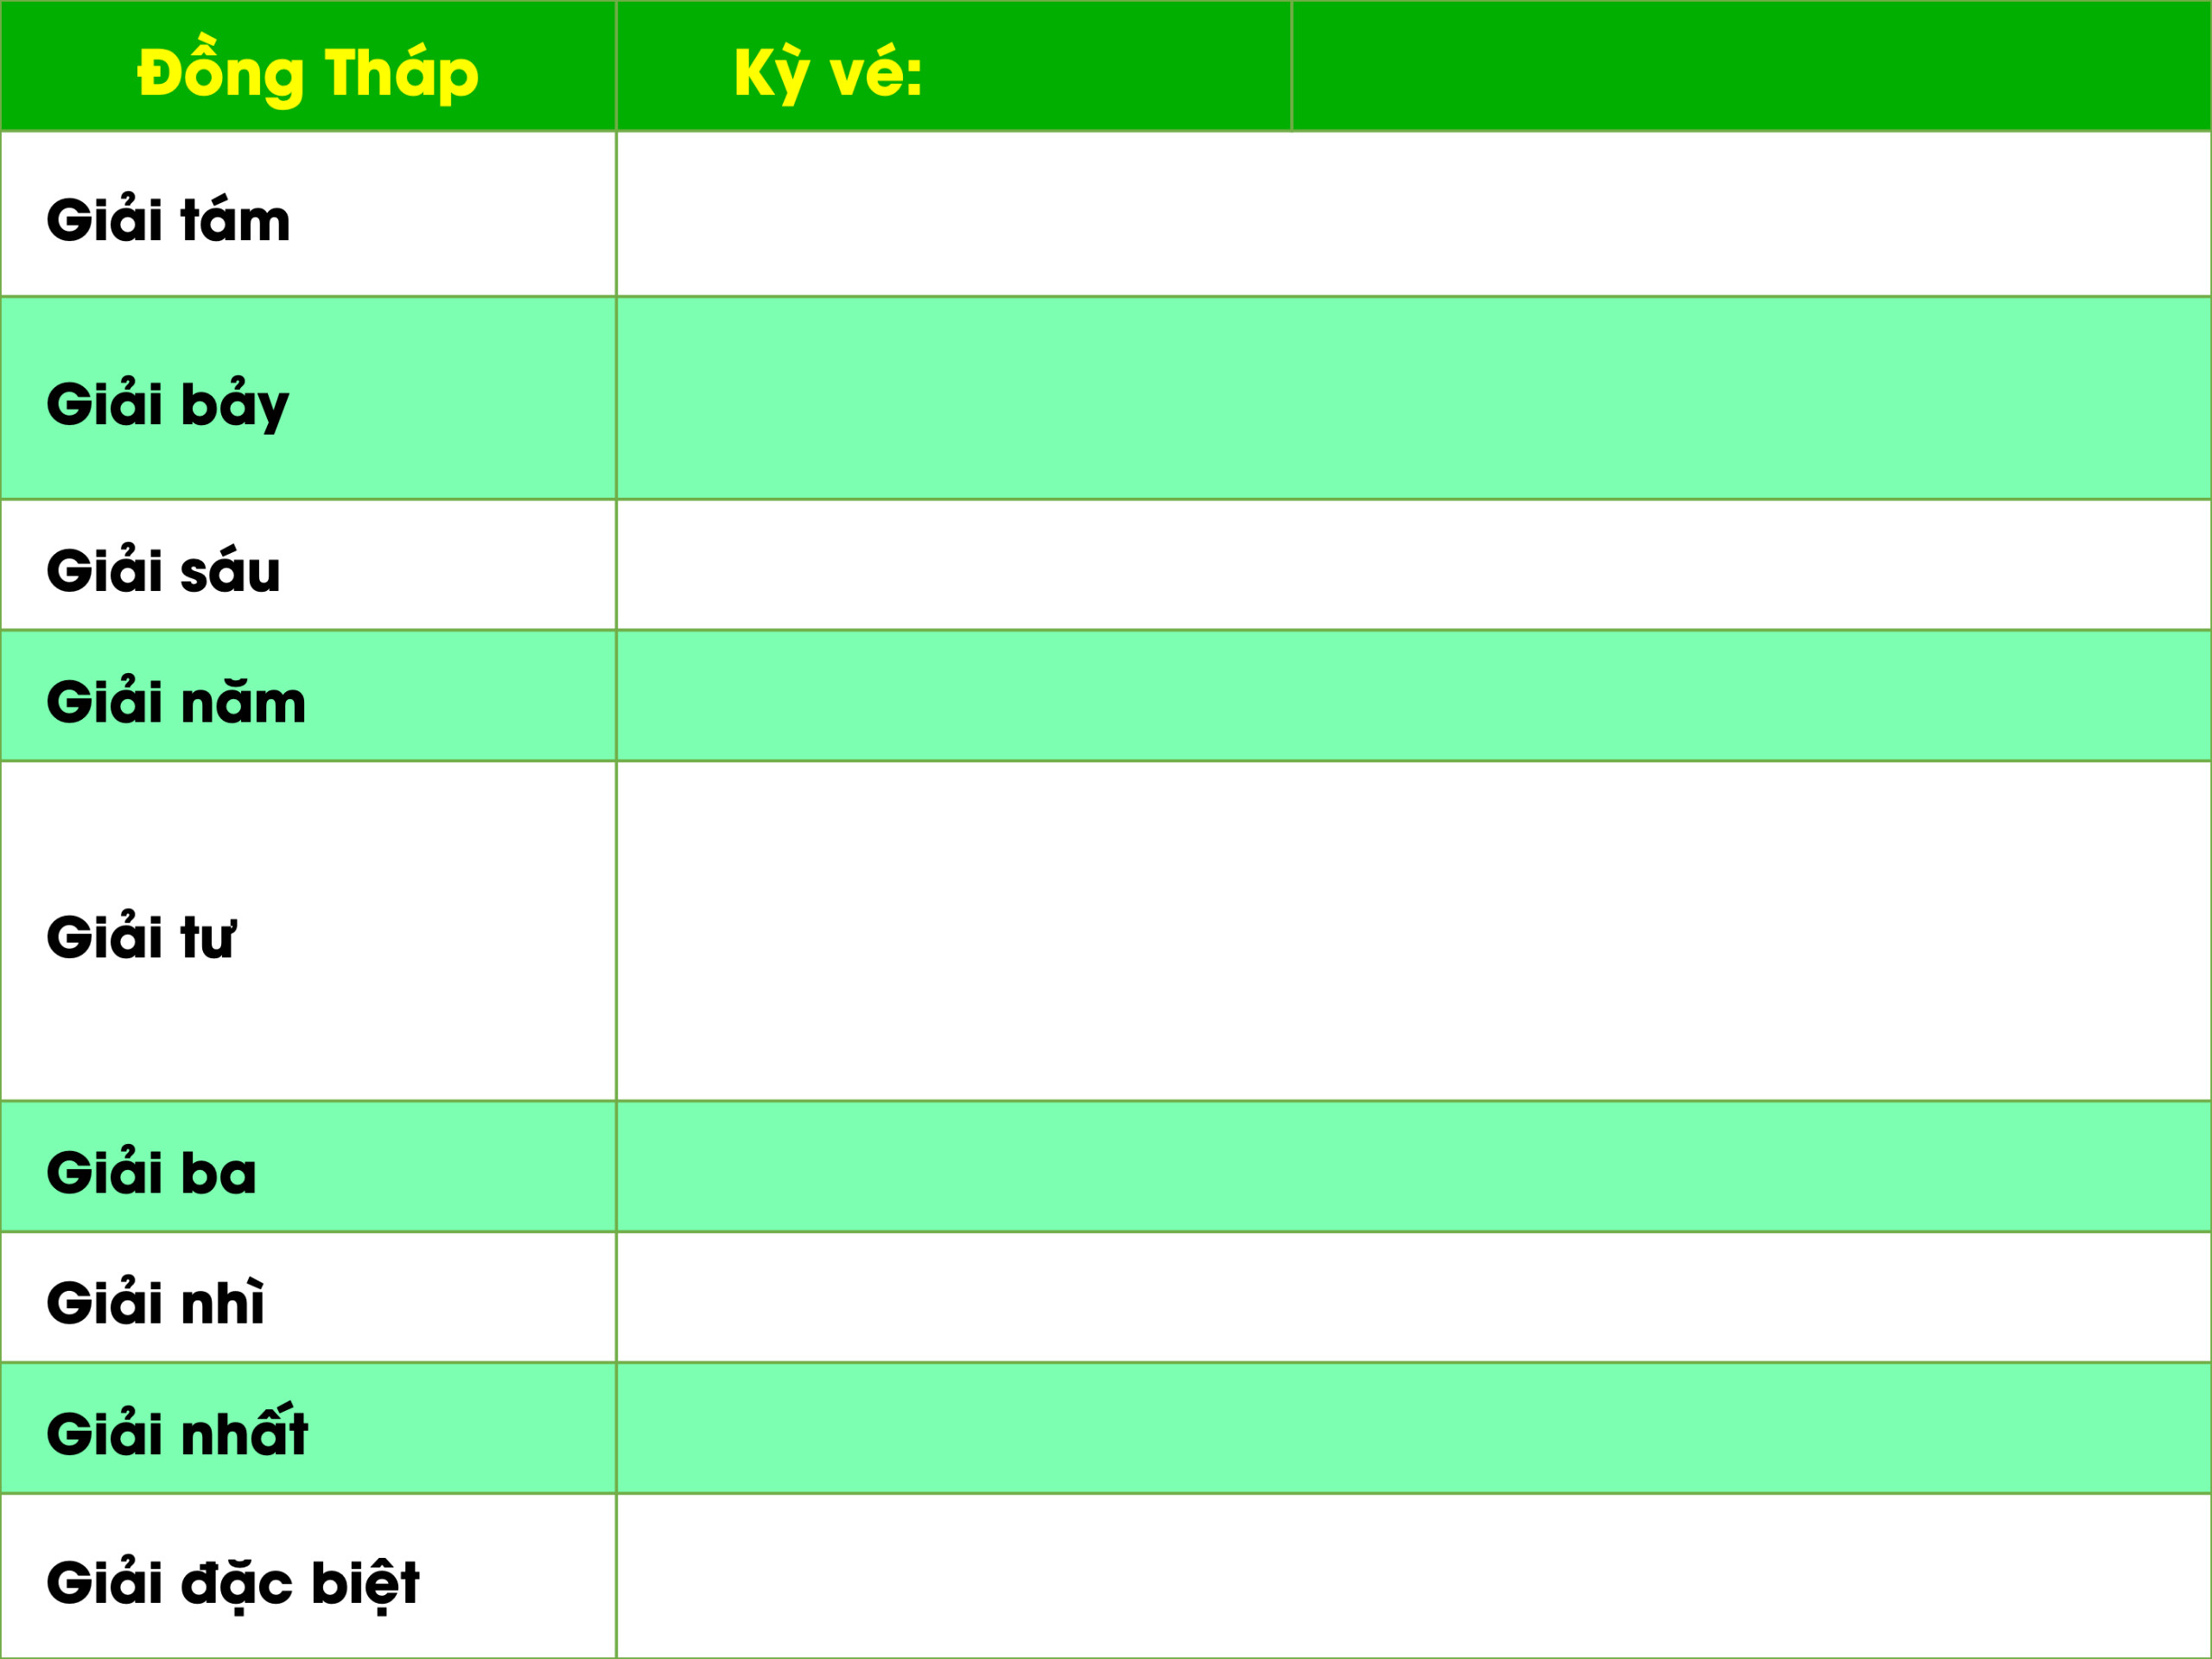 Đồng Tháp Kỳ vé:
Giải tám
Giải bảy
Giải sáu
Giải năm
Giải tư
Giải ba
Giải nhì
Giải nhất
Giải đặc biệt